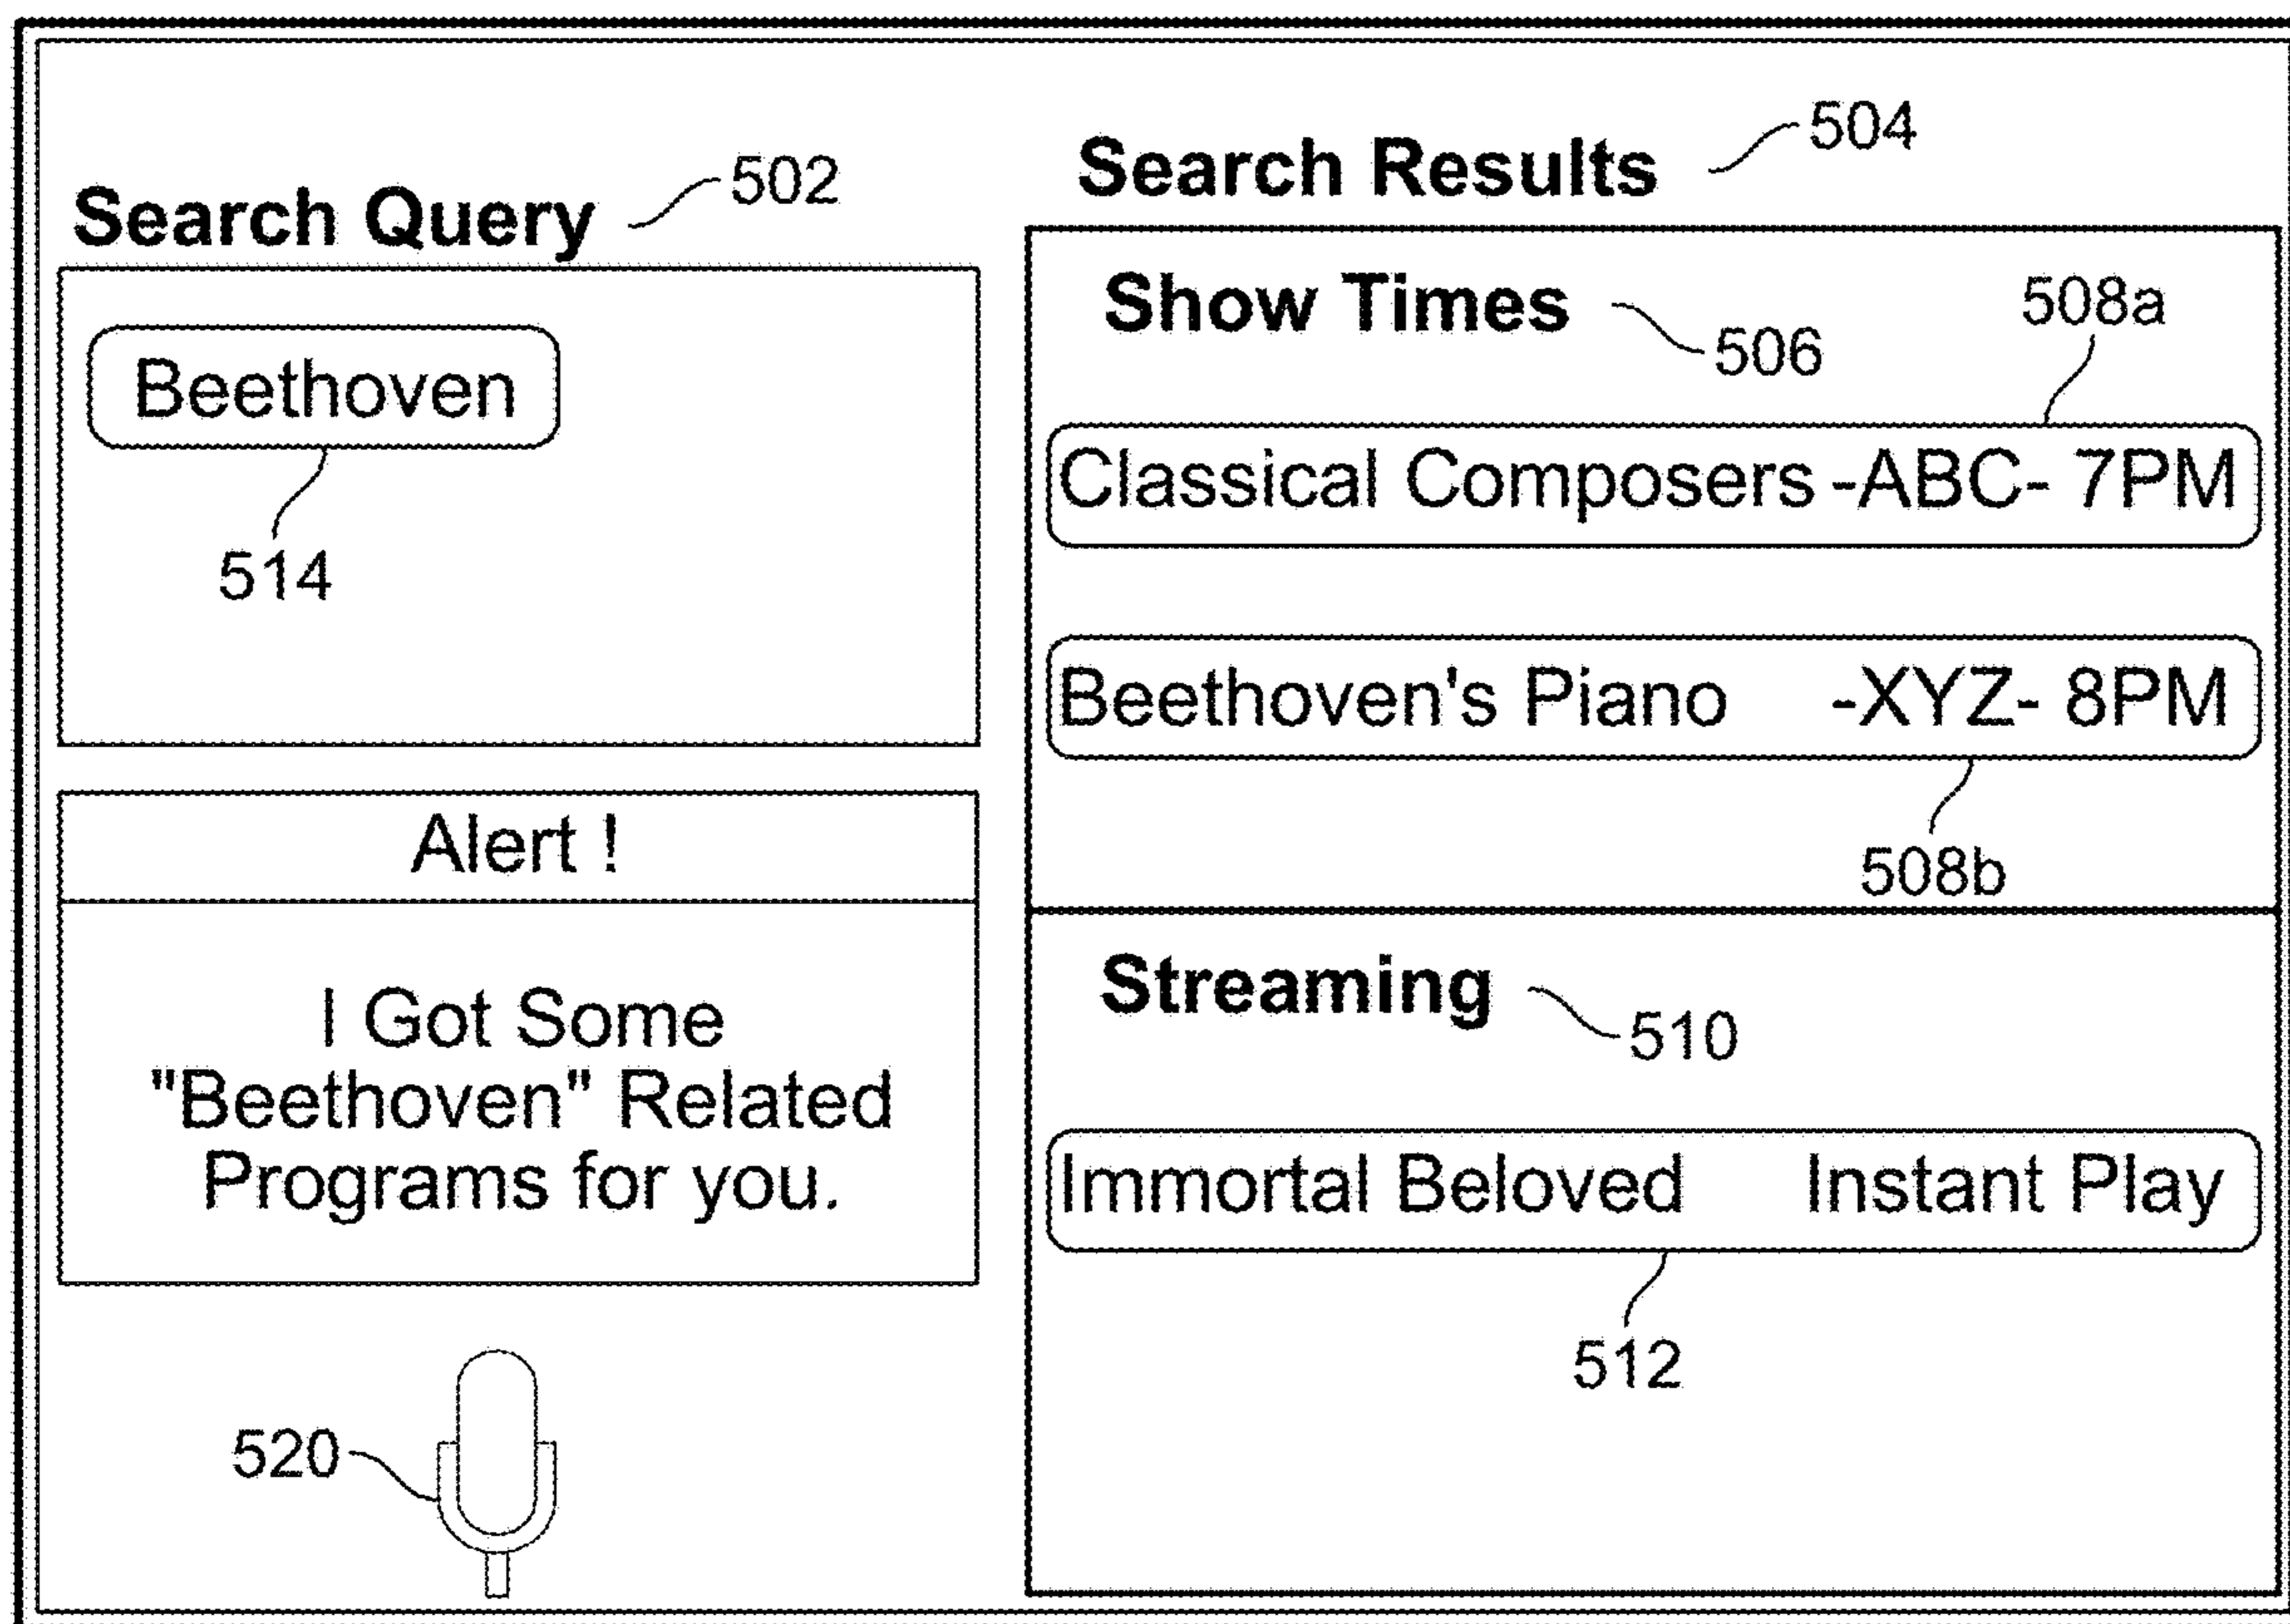 Search Query 502
Beethoven
514
Alert !
I Got Some
"Beethoven" Related
Programs for you.
520
Search Results 504
Show Times 506
508a
Classical Composers -ABC- 7PM
Beethoven's Piano -XYZ- 8PM
508b
Streaming 510
Immortal Beloved Instant Play
512